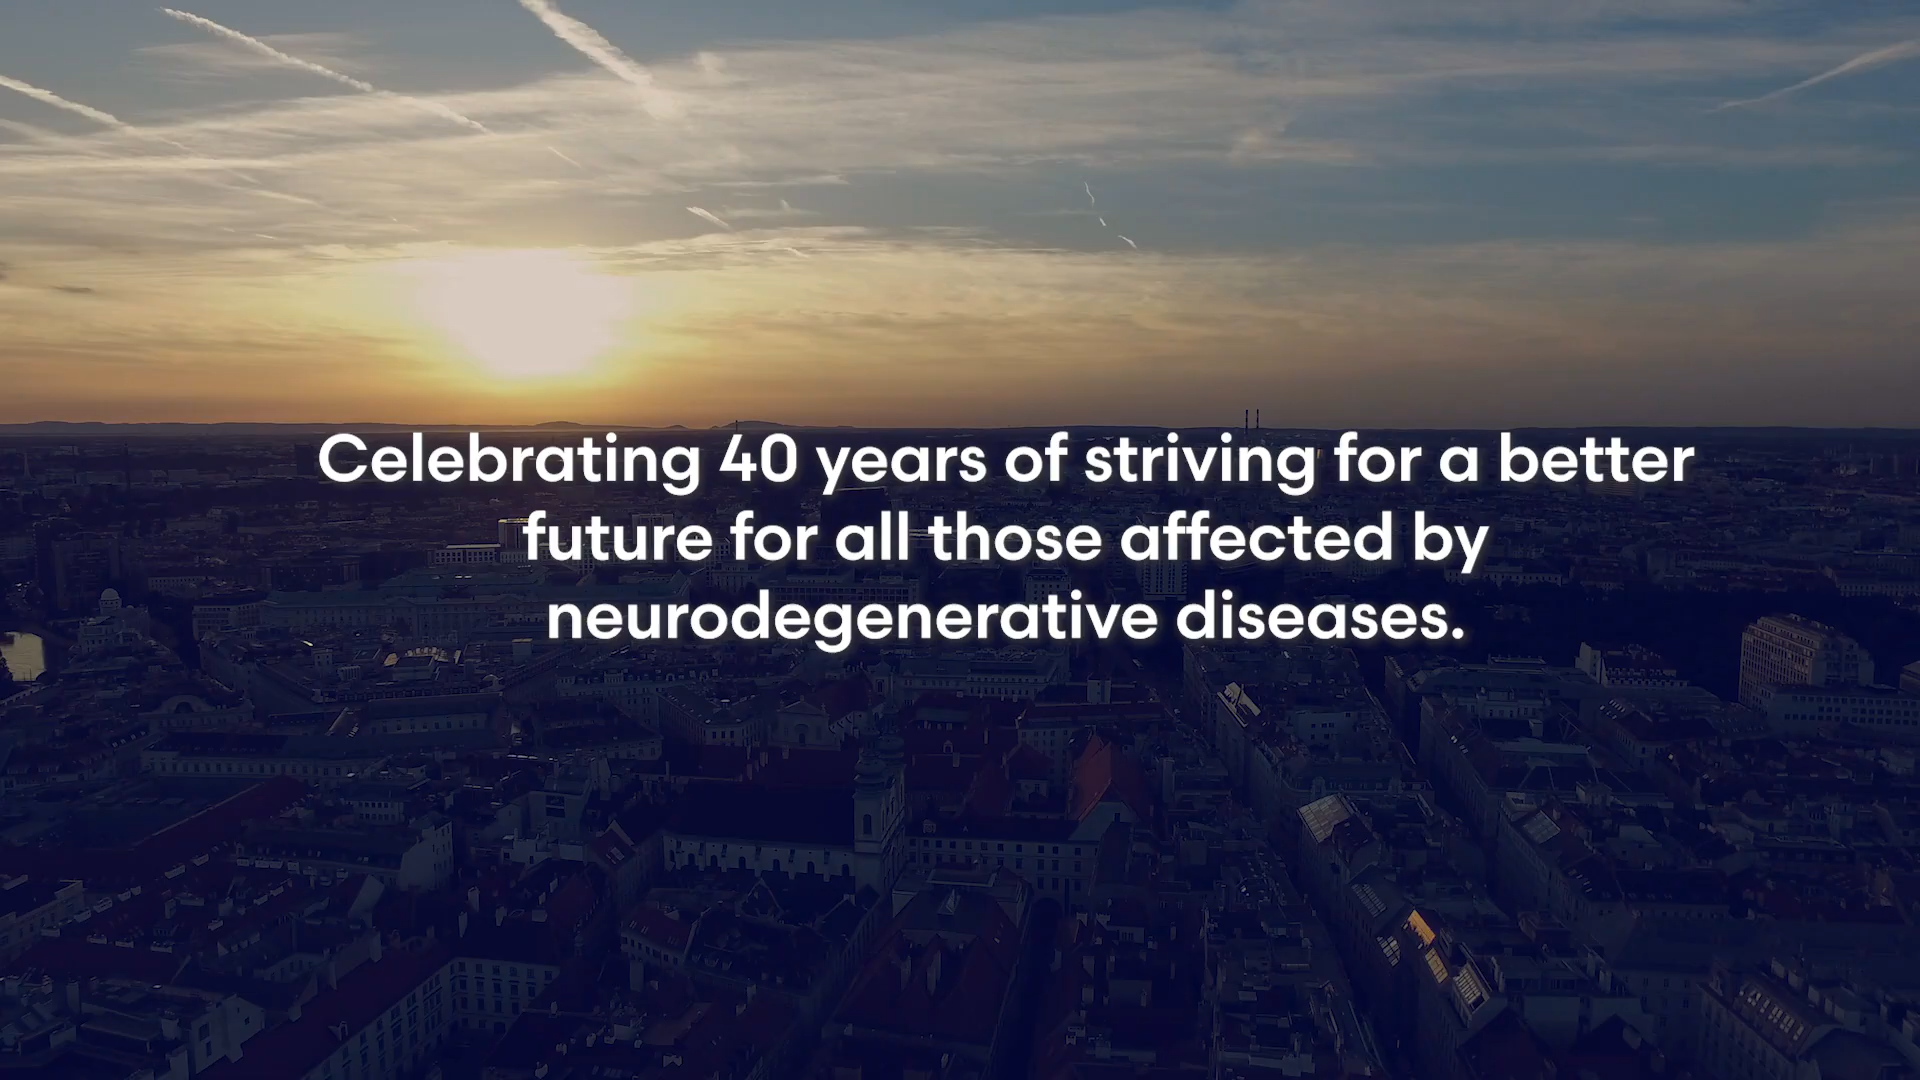 Celebrating 40 years of striving for a better
future for all those affected by
neurodegenerative diseases.